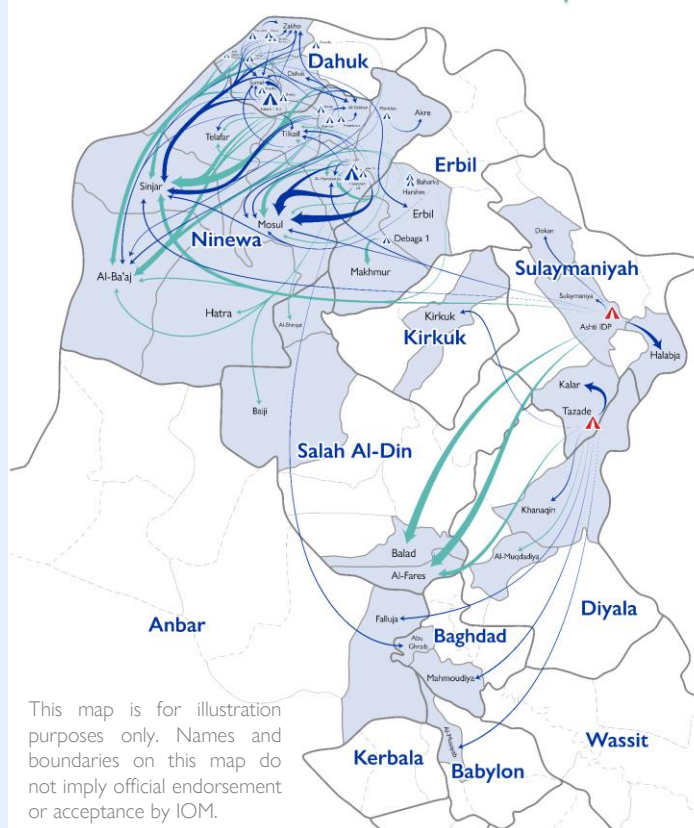 Zakho
Dahuk
Dahuk
Sumel
Akre
Telafar
Tilkaif
Erbil
Sinjar
Baharka
Harshm
Erbil
Mosul
Dokan
Ninewa
Debaga 1
Al-Ba'aj
Makhmur
Sulaymaniyah
Sulaymaniya
Hatra
Kirkuk
Ashti IDP
Al-Shirqat
Kirkuk
Halabja
Kalar
Baiji
Tazade
Salah Al-Din
Khanaqin
Balad
Al-Muqdadiya
Al-Fares
Anbar
Falluja
Diyala
Baghdad
Abu
Ghraib
Mahmoudiya
This map is for illustration
purposes only. Names and
boundaries on this map do
not imply official endorsement
or acceptance by IOM.
Al-Musayab
Wassit
Kerbala
Babylon